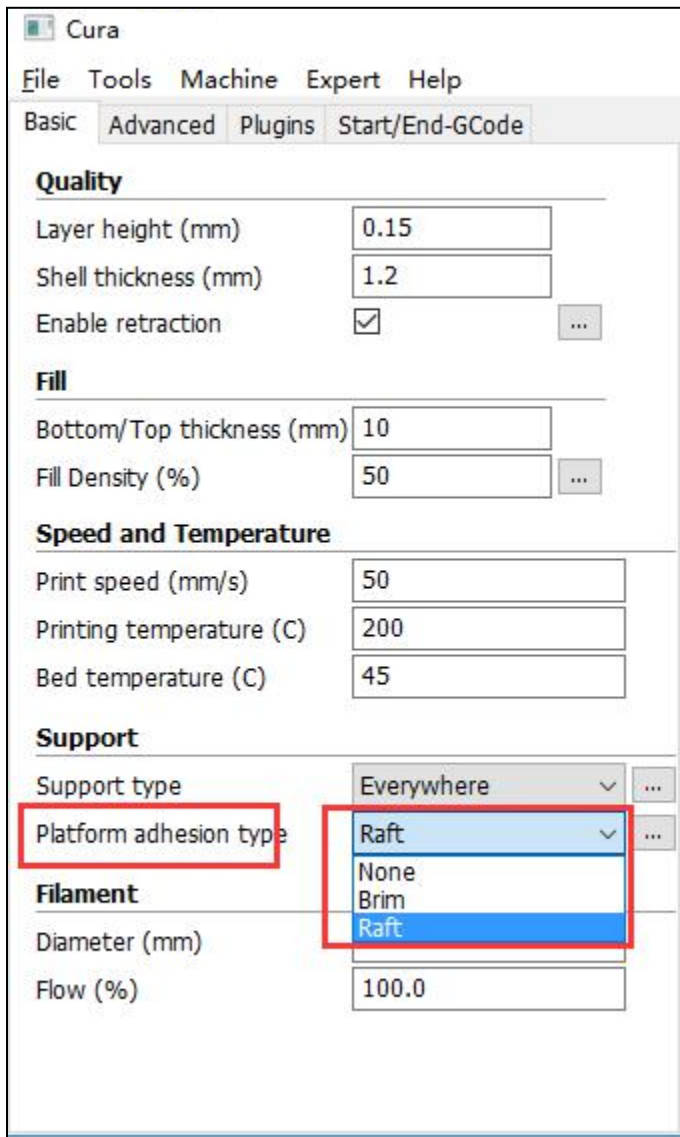 Cura
File Tools Machine Expert Help
Basic Advanced Plugins Start/End-GCode
Quality
Layer height (mm) 0.15
Shell thickness (mm) 1.2
Enable retraction ...
Fill
Bottom/Top thickness (mm) 10
Fill Density (%) 50 ...
Speed and Temperature
Print speed (mm/s) 50
Printing temperature (C) 200
Bed temperature (C) 45
Support
Support type Everywhere ...
Platform adhesion type Raft ...
None
Brim
Raft
Filament
Diameter (mm)
Flow (%) 100.0